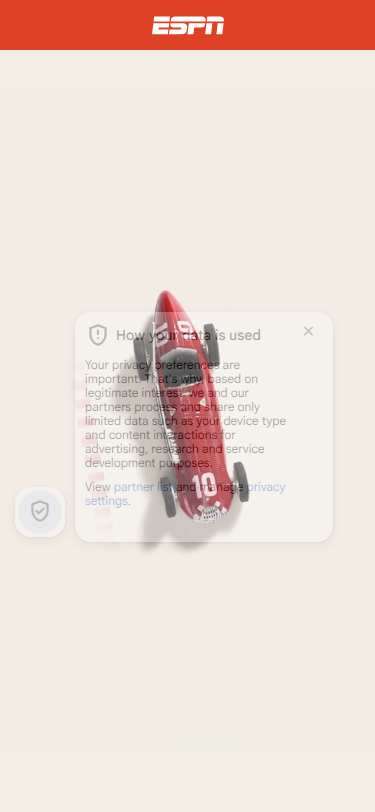 ESPN
How your data is used
Your privacy preferences are
important. That's why, based on
legitimate interest, we and our
partners process and share only
limited data such as your device type
and content interactions for
advertising, research and service
development purposes.
View partner list and manage privacy
settings.